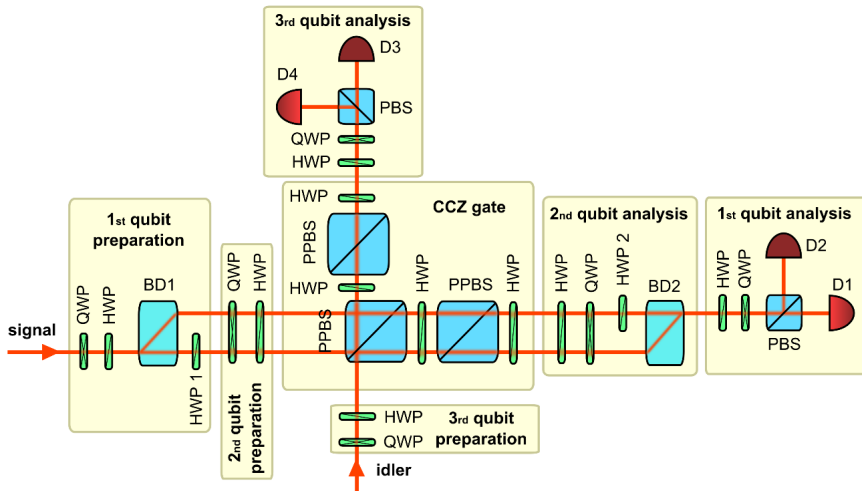 3rd qubit analysis
D3
D4
PBS
QWP
HWP
HWP
CCZ gate
PPBS
HWP
1st qubit
preparation
BD1
QWP
HWP
HWP 1
signal
QWP
HWP
2nd qubit
preparation
PPBS
HWP
PPBS
HWP
2nd qubit analysis
HWP
QWP
HWP 2
BD2
1st qubit analysis
HWP
QWP
D2
D1
PBS
HWP
QWP
3rd qubit
preparation
idler